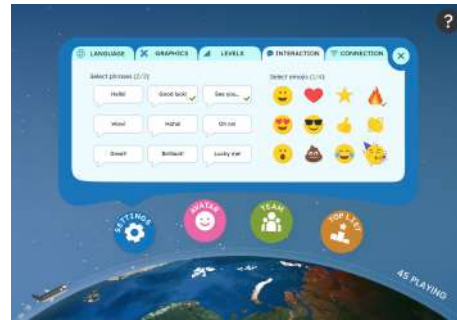 ?
LANGUAGE GRAPHICS LEVELS INTERACTION CONNECTION ×
Select phrases (2/3) Select emojis (1/4)
Hello! Good luck! See you...
Wow! Haha! Oh no!
Great! Brilliant! Lucky me!
SETTINGS AVATAR TEAM TOP LIST
45 PLAYING